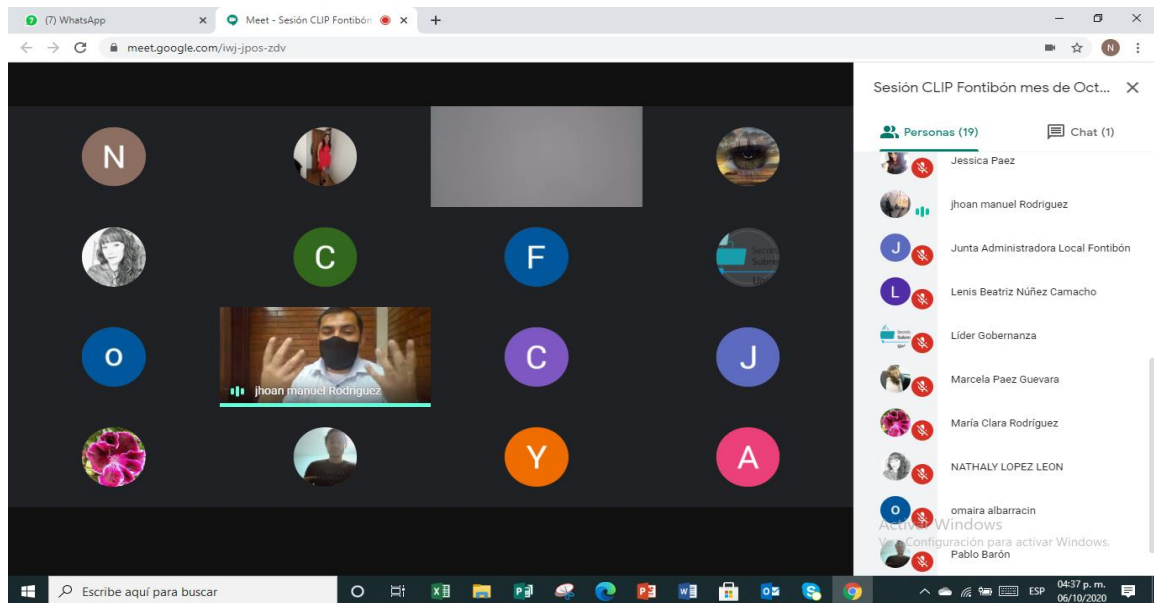 (7) WhatsApp
Meet - Sesión CLIP Fontibón
meet.google.com/iwj-jpos-zdv
N
Sesión CLIP Fontibón mes de Oct...
Personas (19)
Chat (1)
N
C
F
o
jhoan manuel Rodriguez
C
J
Y
A
Jessica Paez
jhoan manuel Rodriguez
J
Junta Administradora Local Fontibón
L
Lenis Beatriz Núñez Camacho
Líder Gobernanza
Marcela Paez Guevara
María Clara Rodríguez
NATHALY LOPEZ LEON
o
omaira albarracin
Activar Windows
Configuración para activar Windows.
Pablo Barón
Escribe aquí para buscar
ESP
04:37 p. m.
06/10/2020